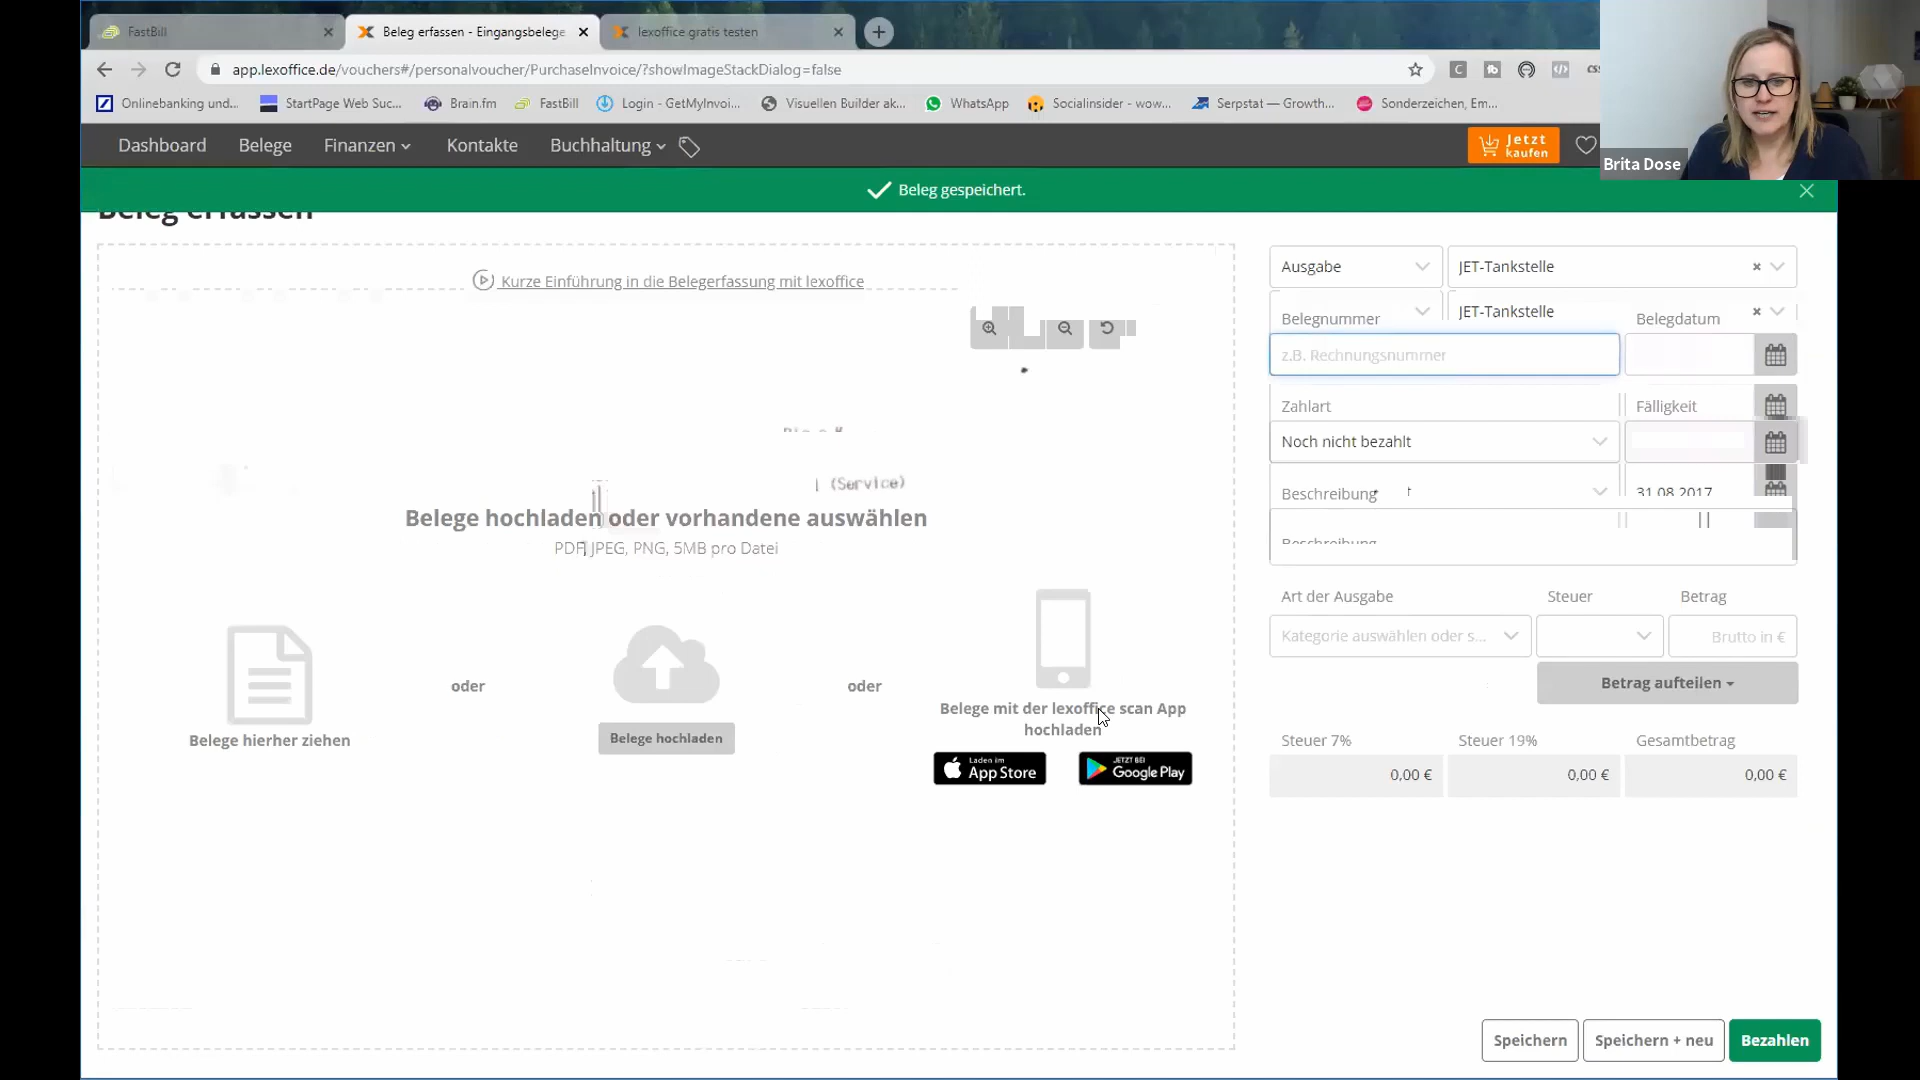 FastBill
Beleg erfassen - Eingangsbelege
lexoffice gratis testen
app.lexoffice.de/vouchers#/personalvoucher/PurchaseInvoice/?showImageStackDialog=false
Onlinebanking und...
StartPage Web Suc...
Brain.fm
FastBill
Login - GetMyInvoi...
Visuellen Builder ak...
WhatsApp
Socialinsider - wow...
Serpstat — Growth...
Sonderzeichen, Em...
Dashboard
Belege
Finanzen
Kontakte
Buchhaltung
Jetzt
kaufen
Brita Dose
Beleg gespeichert.
Beleg erfassen
Kurze Einführung in die Belegerfassung mit lexoffice
(Service)
Belege hochladen oder vorhandene auswählen
PDF, JPEG, PNG, 5MB pro Datei
Belege hierher ziehen
oder
Belege hochladen
oder
Belege mit der lexoffice scan App
hochladen
Laden im
App Store
JETZT BEI
Google Play
Ausgabe
JET-Tankstelle
JET-Tankstelle
Belegnummer
Belegdatum
z.B. Rechnungsnummer
Zahlart
Fälligkeit
Noch nicht bezahlt
Beschreibung
31.08.2017
Beschreibung
Art der Ausgabe
Steuer
Betrag
Kategorie auswählen oder s...
Brutto in €
Betrag aufteilen
Steuer 7%
Steuer 19%
Gesamtbetrag
0,00 €
0,00 €
0,00 €
Speichern
Speichern + neu
Bezahlen